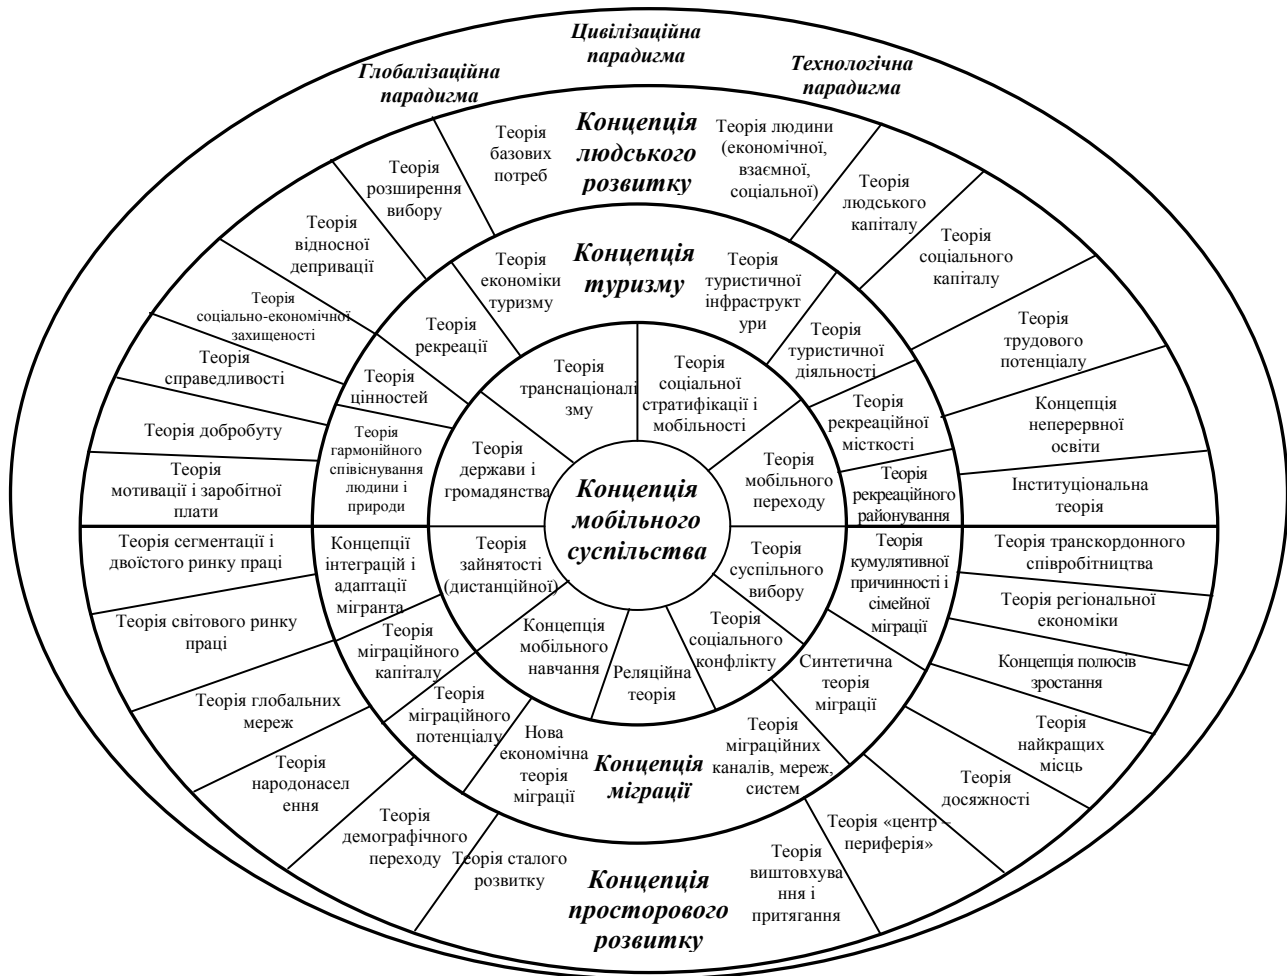 Цивілізаційна
парадигма
Глобалізаційна
парадигма
Технологічна
парадигма
Концепція
людського
розвитку
Теорія
базових
потреб
Теорія людини
(економічної,
взаємної,
соціальної)
Теорія
розширення
вибору
Теорія
людського
капіталу
Теорія
відносної
депривації
Теорія
соціального
капіталу
Теорія
соціально-економічної
захищеності
Теорія
трудового
потенціалу
Теорія
справедливості
Концепція
неперервної
освіти
Теорія добробуту
Інституціональна
теорія
Теорія
мотивації і заробітної
плати
Концепція
туризму
Теорія
економіки
туризму
Теорія
туристичної
інфраструкт
ури
Теорія
рекреації
Теорія
туристичної
діяльності
Теорія
цінностей
Теорія
рекреаційної
місткості
Теорія
гармонійного
співіснування
людини і
природи
Теорія
рекреаційного
районування
Теорія
транснаціоналі
зму
Теорія
соціальної
стратифікації і
мобільності
Теорія
держави і
громадянства
Теорія
мобільного
переходу
Концепція
мобільного
суспільства
Теорія
зайнятості
(дистанційної)
Теорія
суспільного
вибору
Концепція
мобільного
навчання
Реляційна
теорія
Теорія
соціального
конфлікту
Концепції
інтеграцій і
адаптації
мігранта
Теорія
кумулятивної
причинності і
сімейної
міграції
Теорія
міграційного
капіталу
Синтетична
теорія
міграції
Теорія
міграційного
потенціалу
Нова
економічна
теорія
міграції
Концепція
міграції
Теорія
міграційних
каналів, мереж,
систем
Теорія сегментації і
двоїстого ринку праці
Теорія транскордонного
співробітництва
Теорія світового ринку
праці
Теорія регіональної
економіки
Концепція полюсів
зростання
Теорія глобальних
мереж
Теорія
найкращих
місць
Теорія
народонасел
ення
Теорія
досяжності
Теорія
демографічного
переходу
Теорія «центр –
периферія»
Теорія сталого
розвитку
Концепція
просторового
розвитку
Теорія
виштовхува
ння і
притягання